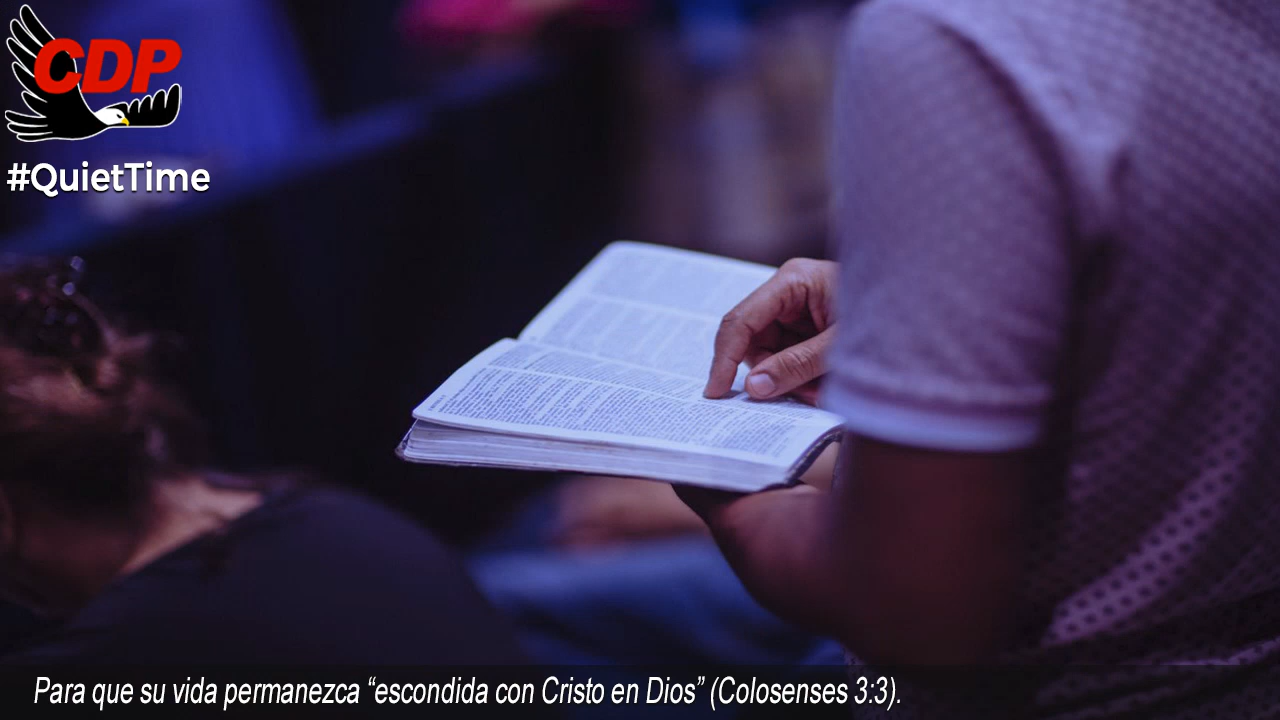 CDP
#QuietTime
Para que su vida permanezca “escondida con Cristo en Dios” (Colosenses 3:3).